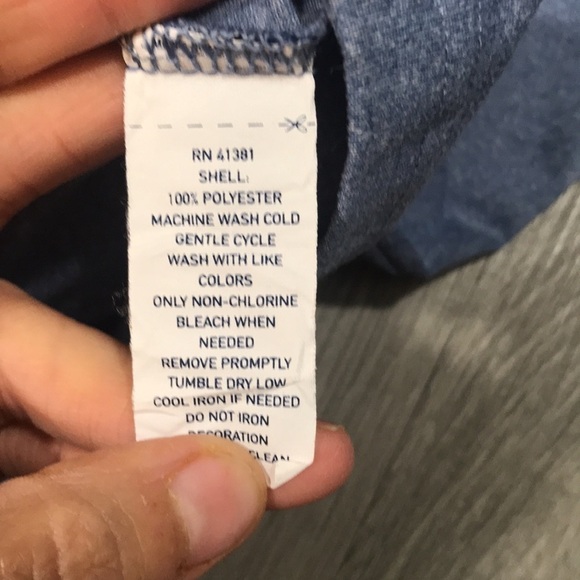 RN 41381
SHELL:
100% POLYESTER
MACHINE WASH COLD
GENTLE CYCLE
WASH WITH LIKE
COLORS
ONLY NON-CHLORINE
BLEACH WHEN
NEEDED
REMOVE PROMPTLY
TUMBLE DRY LOW
COOL IRON IF NEEDED
DO NOT IRON
DECORATION
CLEAN